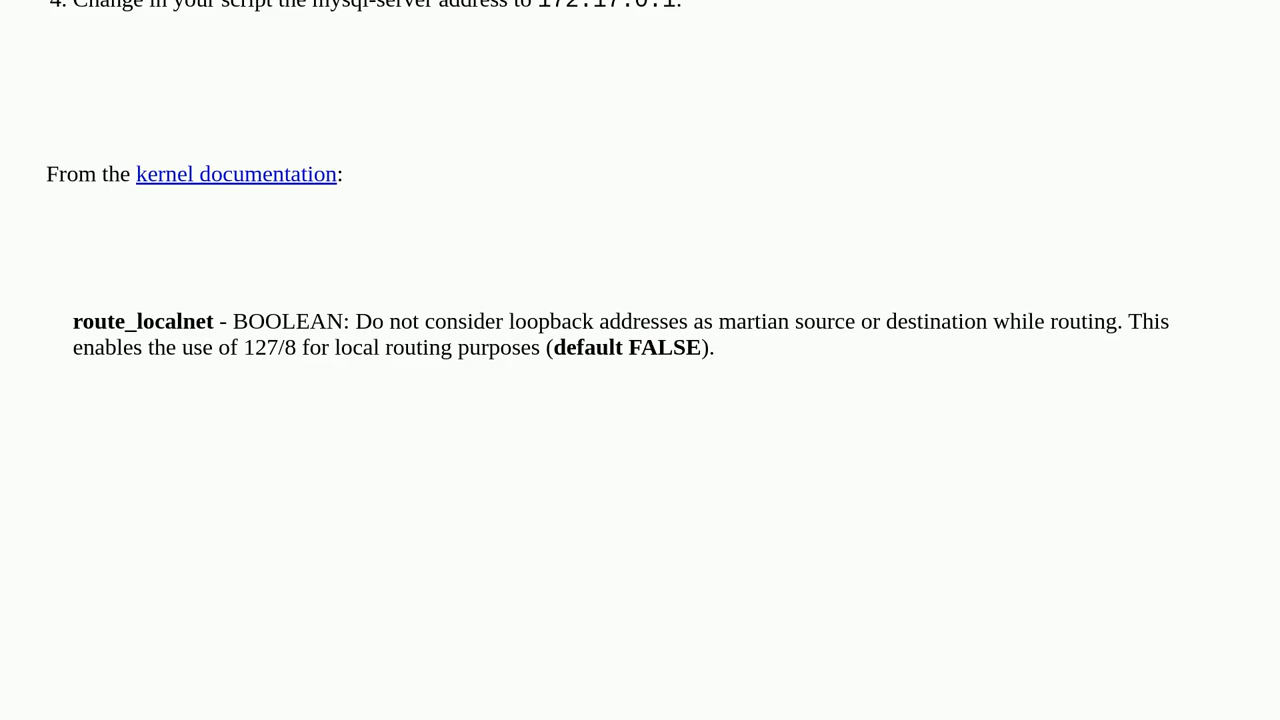 4. Change in your script the mysql-server address to 172.17.0.1.
From the kernel documentation:
route_localnet - BOOLEAN: Do not consider loopback addresses as martian source or destination while routing. This
enables the use of 127/8 for local routing purposes (default FALSE).